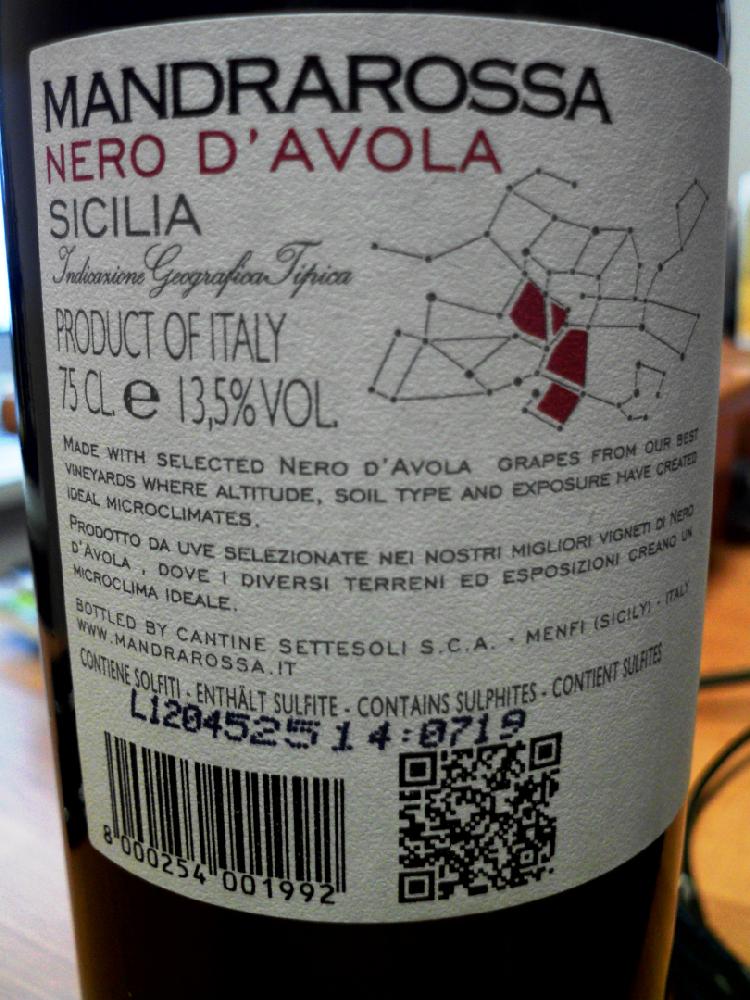 MANDRAROSSA
NERO D'AVOLA
SICILIA
Indicazione Geografica Tipica
PRODUCT OF ITALY
75 CL. e 13,5% VOL.
MADE WITH SELECTED NERO D'AVOLA GRAPES FROM OUR BEST
VINEYARDS WHERE ALTITUDE, SOIL TYPE AND EXPOSURE HAVE CREATED
IDEAL MICROCLIMATES.
PRODOTTO DA UVE SELEZIONATE NEI NOSTRI MIGLIORI VIGNETI DI NERO
D'AVOLA , DOVE I DIVERSI TERRENI ED ESPOSIZIONI CREANO UN
MICROCLIMA IDEALE.
BOTTLED BY CANTINE SETTESOLI S.C.A. - MENFI (SICILY) - ITALY
WWW.MANDRAROSSA.IT
CONTIENE SOLFITI - ENTHÄLT SULFITE - CONTAINS SULPHITES - CONTIENT SULFITES
L1204525 14:0719
8 000254 001992